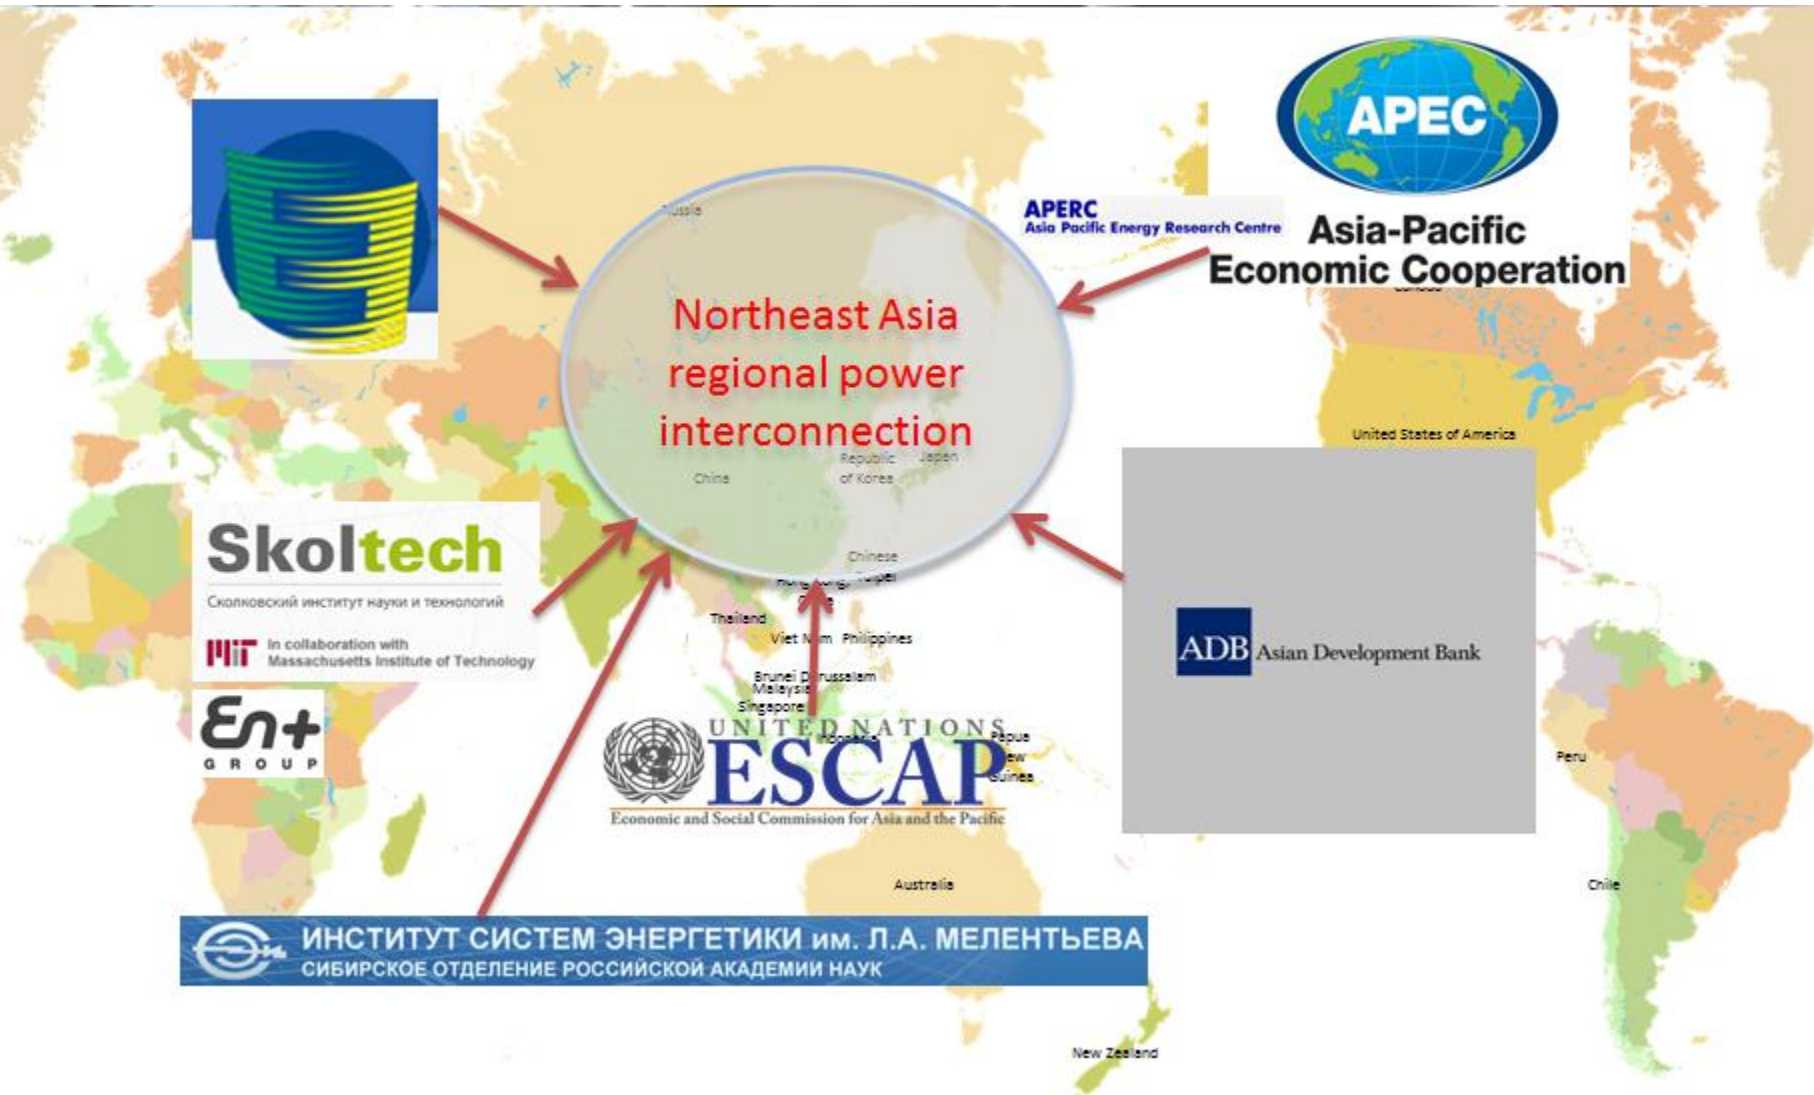 APEC
Asia-Pacific
Economic Cooperation
APERC
Asia Pacific Energy Research Centre
Russia
Northeast Asia
regional power
interconnection
Republic
of Korea
Japan
China
Chinese
Taipei
Canada
United States of America
Skoltech
Сколковский институт науки и технологий
MIT
In collaboration with
Massachusetts Institute of Technology
En+
GROUP
Thailand
Viet Nam
Philippines
Brunei Darussalam
Malaysia
Singapore
Indonesia
Papua
New
Guinea
UNITED NATIONS
ESCAP
Economic and Social Commission for Asia and the Pacific
ADB Asian Development Bank
Peru
Chile
Australia
ИНСТИТУТ СИСТЕМ ЭНЕРГЕТИКИ им. Л.А. МЕЛЕНТЬЕВА
СИБИРСКОЕ ОТДЕЛЕНИЕ РОССИЙСКОЙ АКАДЕМИИ НАУК
New Zealand